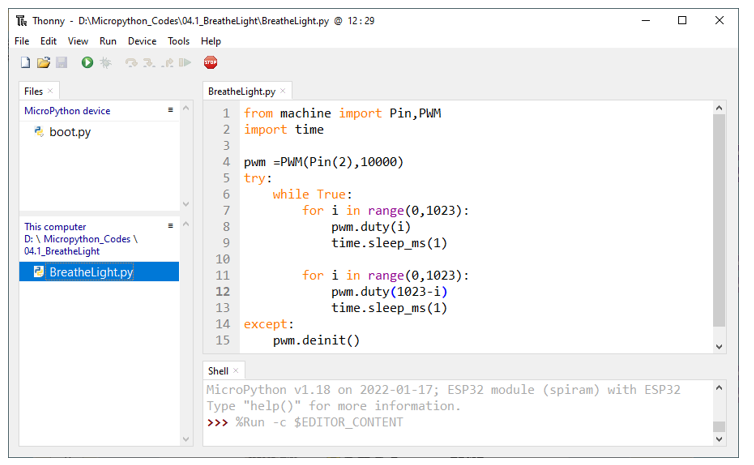 Thonny - D:\Micropython_Codes\04.1_BreatheLight\BreatheLight.py @ 12 : 29
File Edit View Run Device Tools Help
STOP
Files
MicroPython device
boot.py
This computer
D: \ Micropython_Codes \
04.1_BreatheLight
BreatheLight.py
BreatheLight.py
1 from machine import Pin,PWM
2 import time
3
4 pwm =PWM(Pin(2),10000)
5 try:
6     while True:
7         for i in range(0,1023):
8             pwm.duty(i)
9             time.sleep_ms(1)
10
11         for i in range(0,1023):
12             pwm.duty(1023-i)
13             time.sleep_ms(1)
14 except:
15     pwm.deinit()
Shell
MicroPython v1.18 on 2022-01-17; ESP32 module (spiram) with ESP32
Type "help()" for more information.
>>> %Run -c $EDITOR_CONTENT